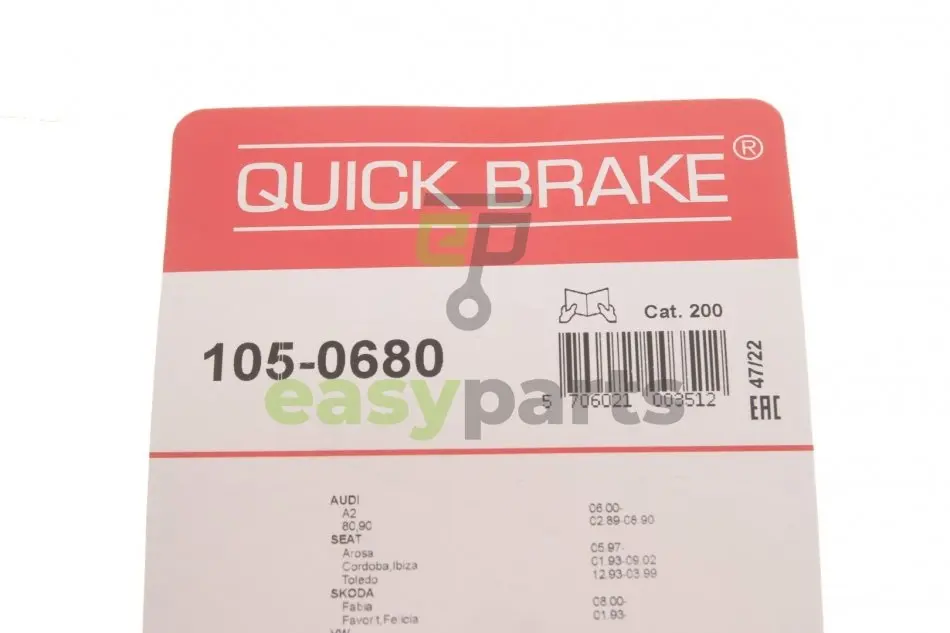 QUICK BRAKE®
EP
Cat. 200
105-0680
5 706021 003512
47/22
EAC
easyparts
AUDI
A2 06.00-
80,90 02.89-08.90
SEAT
Arosa 05.97-
Cordoba,Ibiza 01.93-09.02
Toledo 12.93-03.99
SKODA
Fabia 08.00-
Favorit,Felicia 01.93-
VW